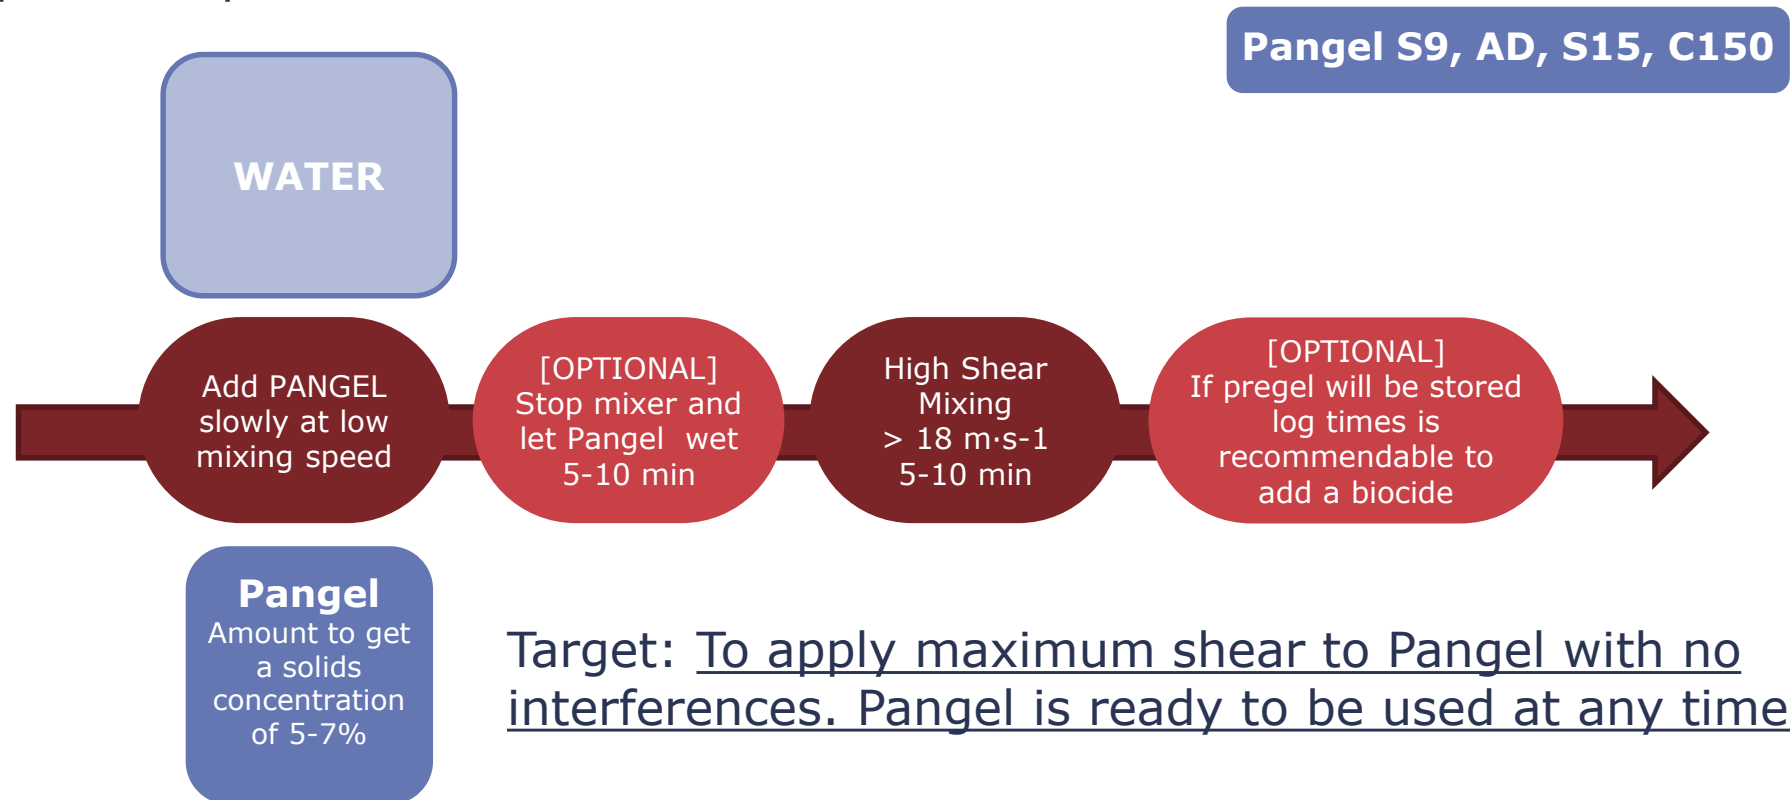 Pangel S9, AD, S15, C150
WATER
Add PANGEL
slowly at low
mixing speed
[OPTIONAL]
Stop mixer and
let Pangel wet
5-10 min
High Shear
Mixing
> 18 m·s-1
5-10 min
[OPTIONAL]
If pregel will be stored
log times is
recommendable to
add a biocide
Pangel
Amount to get
a solids
concentration
of 5-7%
Target: To apply maximum shear to Pangel with no
interferences. Pangel is ready to be used at any time